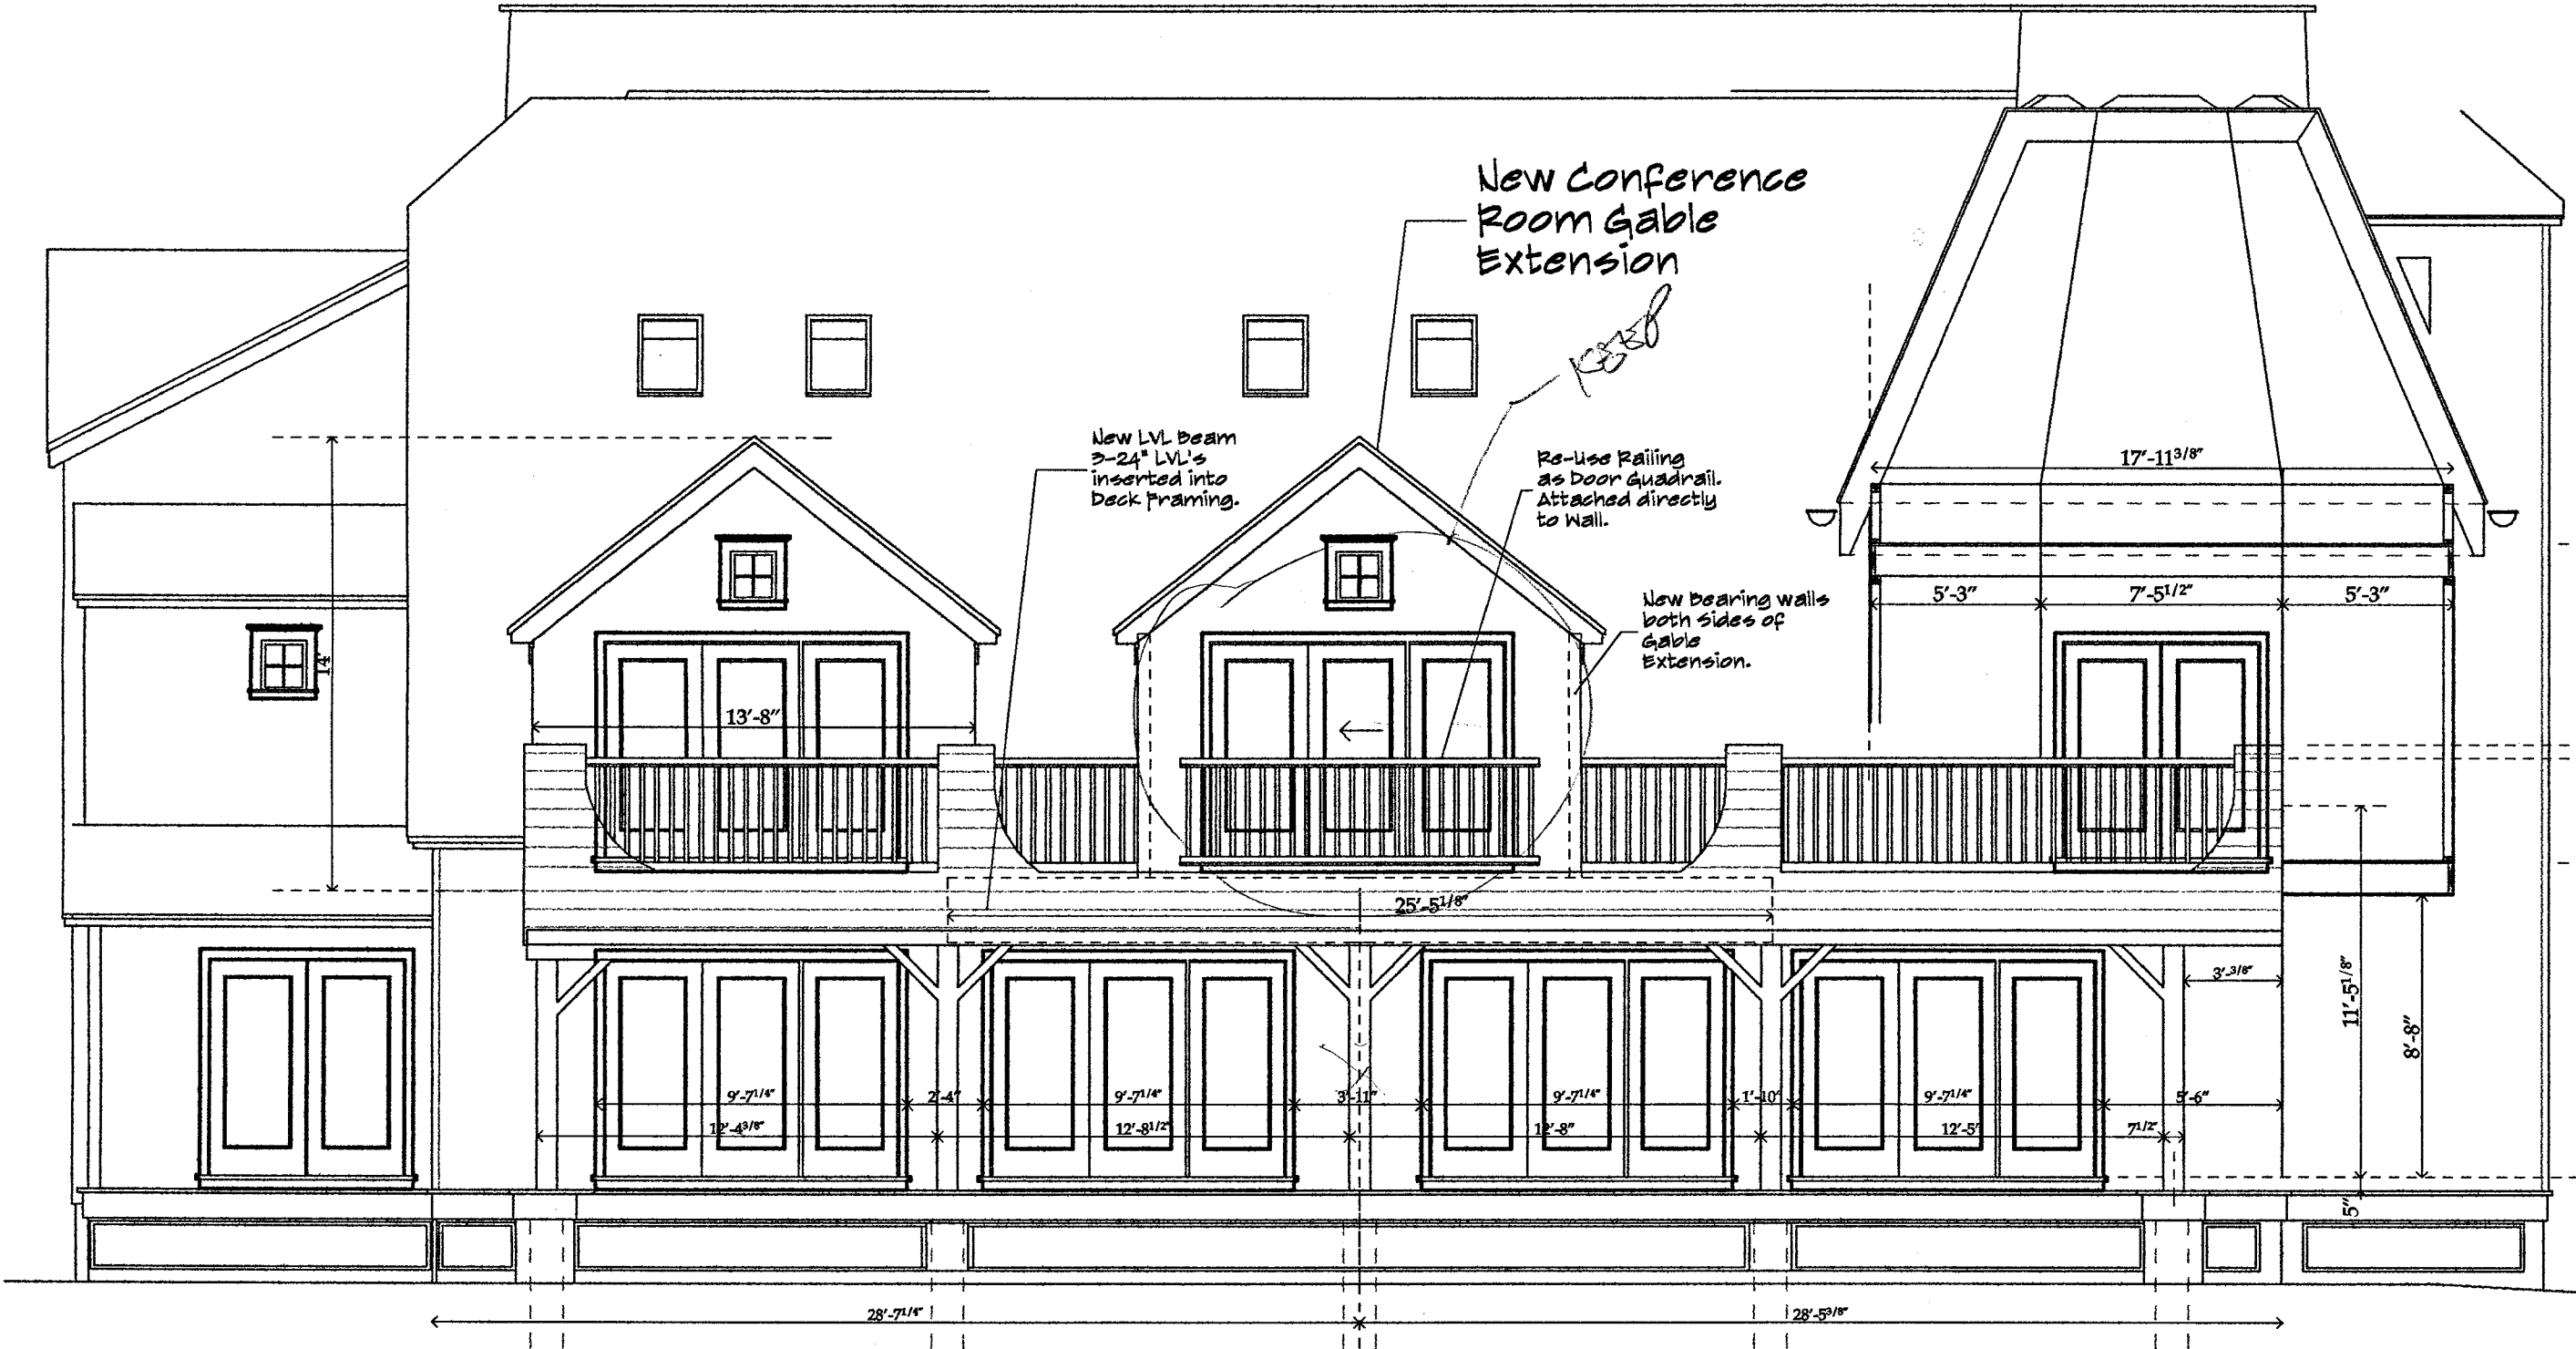 New Conference
Room Gable
Extension
New LVL Beam
3-24" LVL's
inserted into
Deck Framing.
Re-Use Railing
as Door Guadrail.
Attached directly
to Wall.
New Bearing walls
both sides of
Gable
Extension.
17'-11 3/8"
5'-3"
7'-5 1/2"
5'-3"
14'
13'-8"
25'-5 1/8"
3'-3/8"
11'-5 1/8"
8'-8"
9'-7 1/4"
2'-4"
9'-7 1/4"
3'-11"
9'-7 1/4"
1'-10"
9'-7 1/4"
5'-6"
12'-4 3/8"
12'-8 1/2"
12'-8"
12'-5"
7 1/2"
5"
28'-7 1/4"
28'-5 3/8"